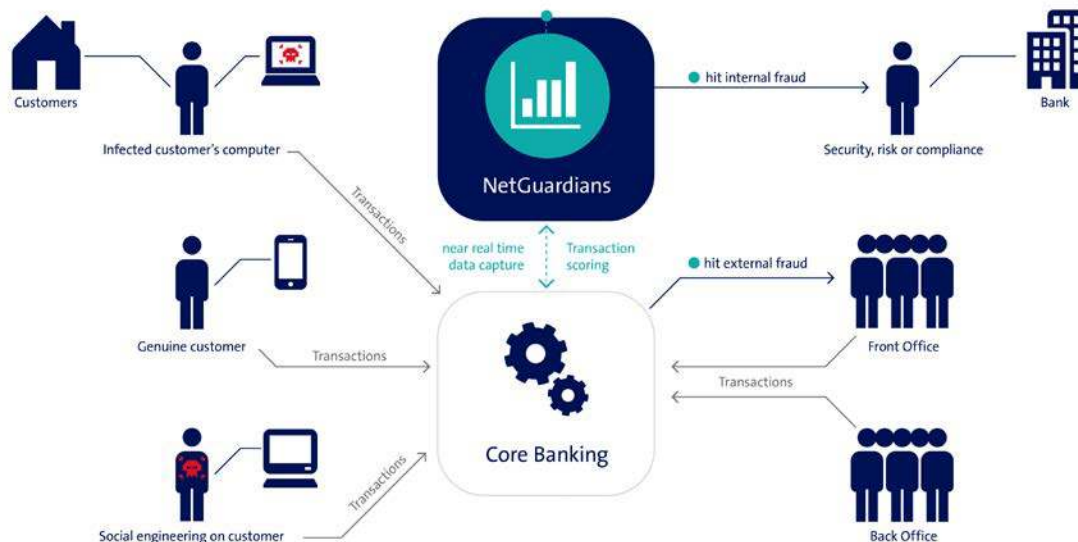 Customers
Infected customer's computer
Transactions
Genuine customer
Transactions
Social engineering on customer
Transactions
NetGuardians
near real time
data capture
Transaction
scoring
Core Banking
hit internal fraud
Security, risk or compliance
Bank
hit external fraud
Front Office
Transactions
Back Office